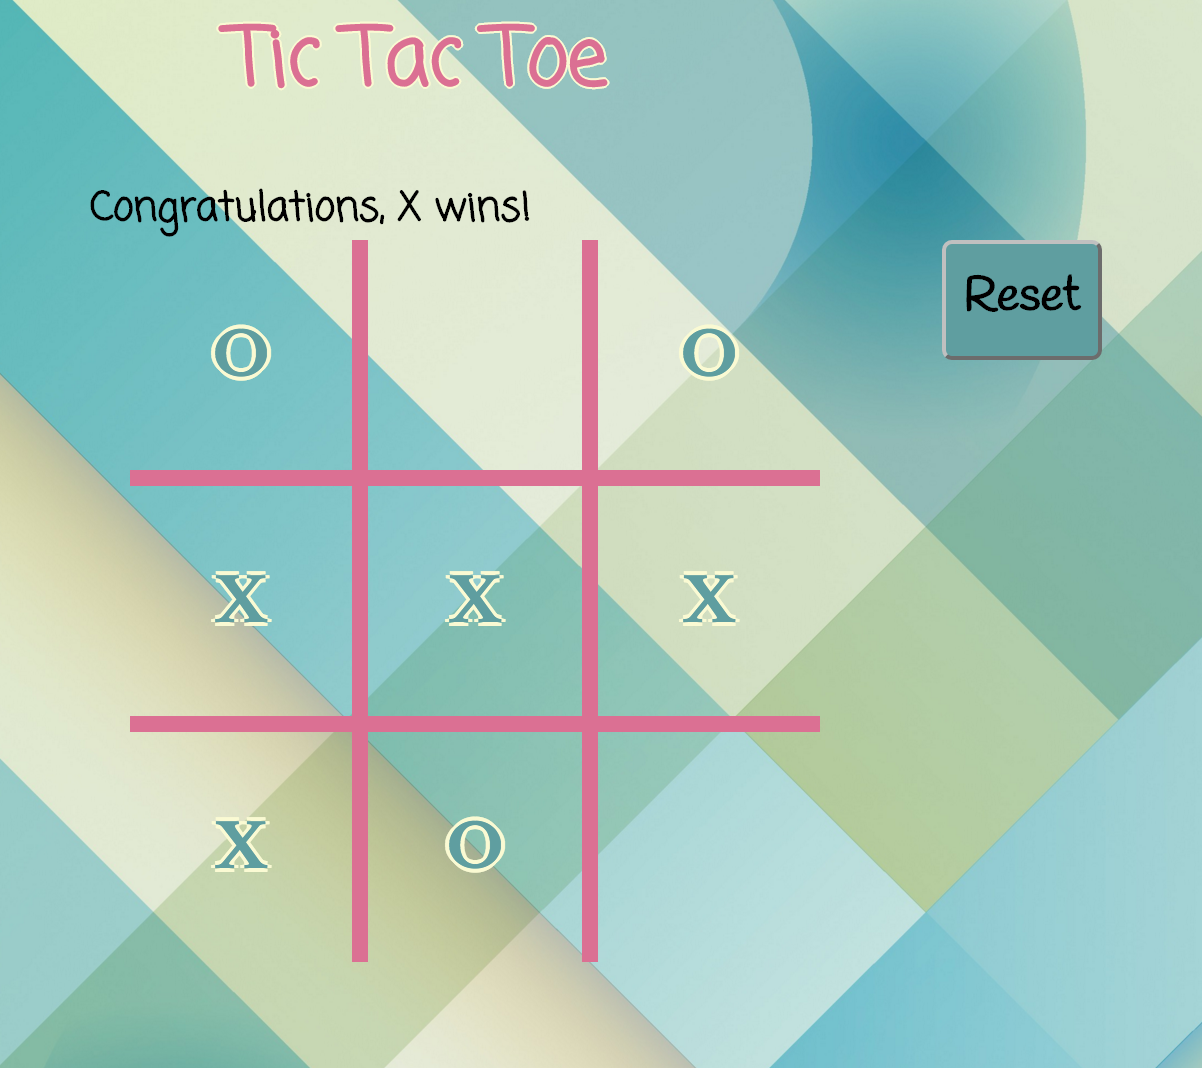 Tic Tac Toe
Congratulations, X wins!
Reset
O O
X X X
X O